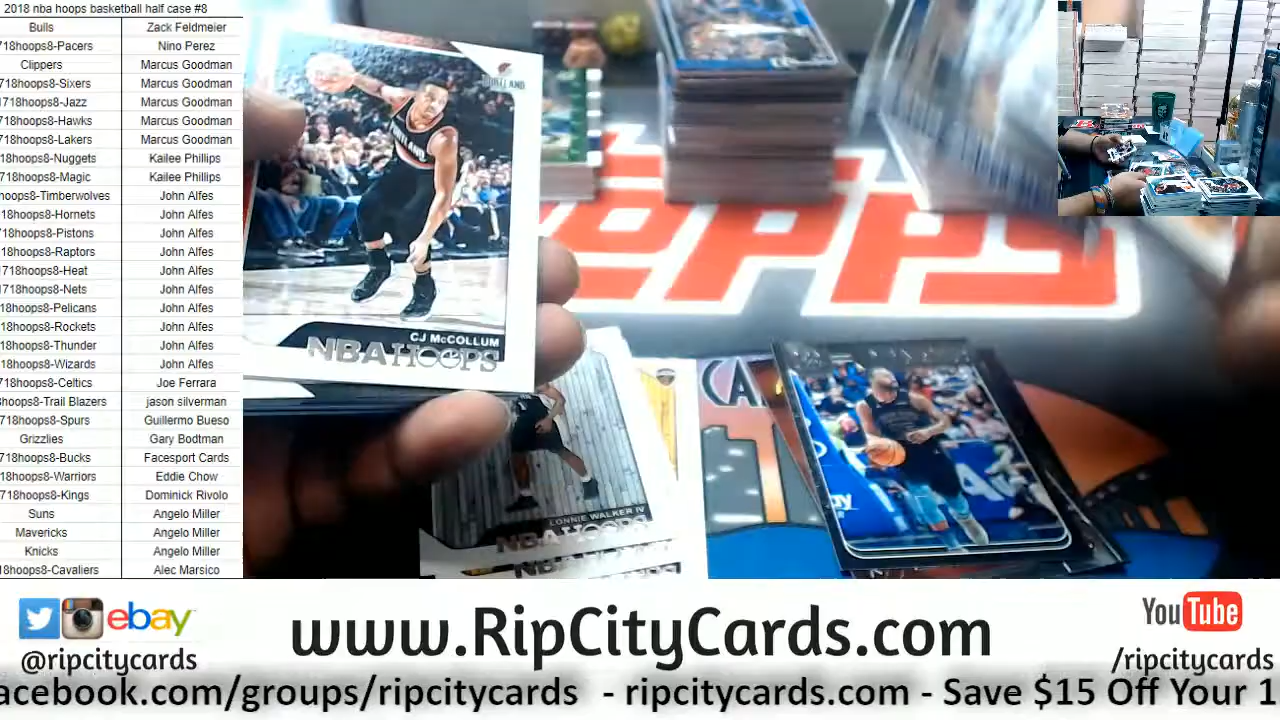 2018 nba hoops basketball half case #8
Bulls Zack Feldmeier
718hoops8-Pacers Nino Perez
Clippers Marcus Goodman
718hoops8-Sixers Marcus Goodman
1718hoops8-Jazz Marcus Goodman
718hoops8-Hawks Marcus Goodman
718hoops8-Lakers Marcus Goodman
18hoops8-Nuggets Kailee Phillips
718hoops8-Magic Kailee Phillips
hoops8-Timberwolves John Alfes
18hoops8-Hornets John Alfes
718hoops8-Pistons John Alfes
18hoops8-Raptors John Alfes
1718hoops8-Heat John Alfes
1718hoops8-Nets John Alfes
18hoops8-Pelicans John Alfes
18hoops8-Rockets John Alfes
18hoops8-Thunder John Alfes
18hoops8-Wizards John Alfes
718hoops8-Celtics Joe Ferrara
hoops8-Trail Blazers jason silverman
718hoops8-Spurs Guillermo Bueso
Grizzlies Gary Bodtman
718hoops8-Bucks Facesport Cards
18hoops8-Warriors Eddie Chow
718hoops8-Kings Dominick Rivolo
Suns Angelo Miller
Mavericks Angelo Miller
Knicks Angelo Miller
18hoops8-Cavaliers Alec Marsico
PORTLAND
CJ McCOLLUM
NBA HOOPS
TOPPS
CA
LONNIE WALKER IV
NBA HOOPS
ebay
@ripcitycards
www.RipCityCards.com
YouTube
/ripcitycards
acebook.com/groups/ripcitycards - ripcitycards.com - Save $15 Off Your 1